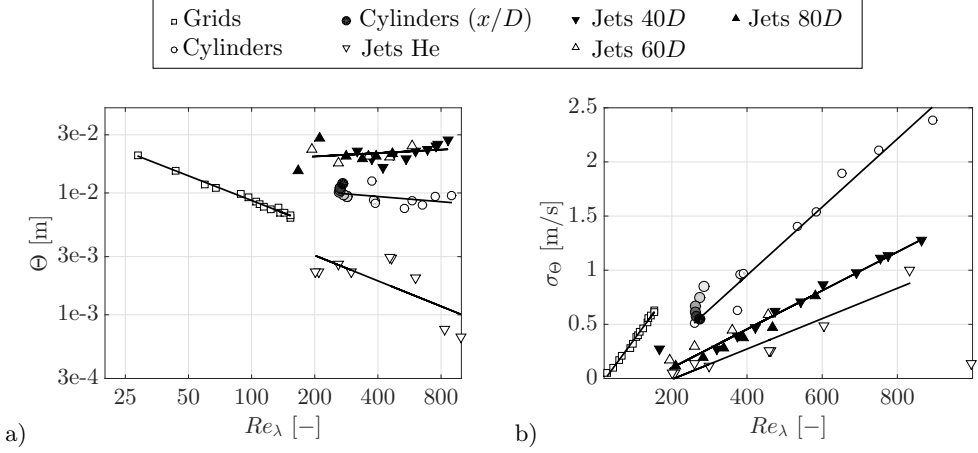 Grids
Cylinders (x/D)
Jets 40D
Jets 80D
Cylinders
Jets He
Jets 60D
3e-2
1e-2
3e-3
1e-3
3e-4
Θ [m]
25 50 100 200 400 800
Re_λ [−]
a)
2.5
2
1.5
1
0.5
0
σ_Θ [m/s]
200 400 600 800
Re_λ [−]
b)